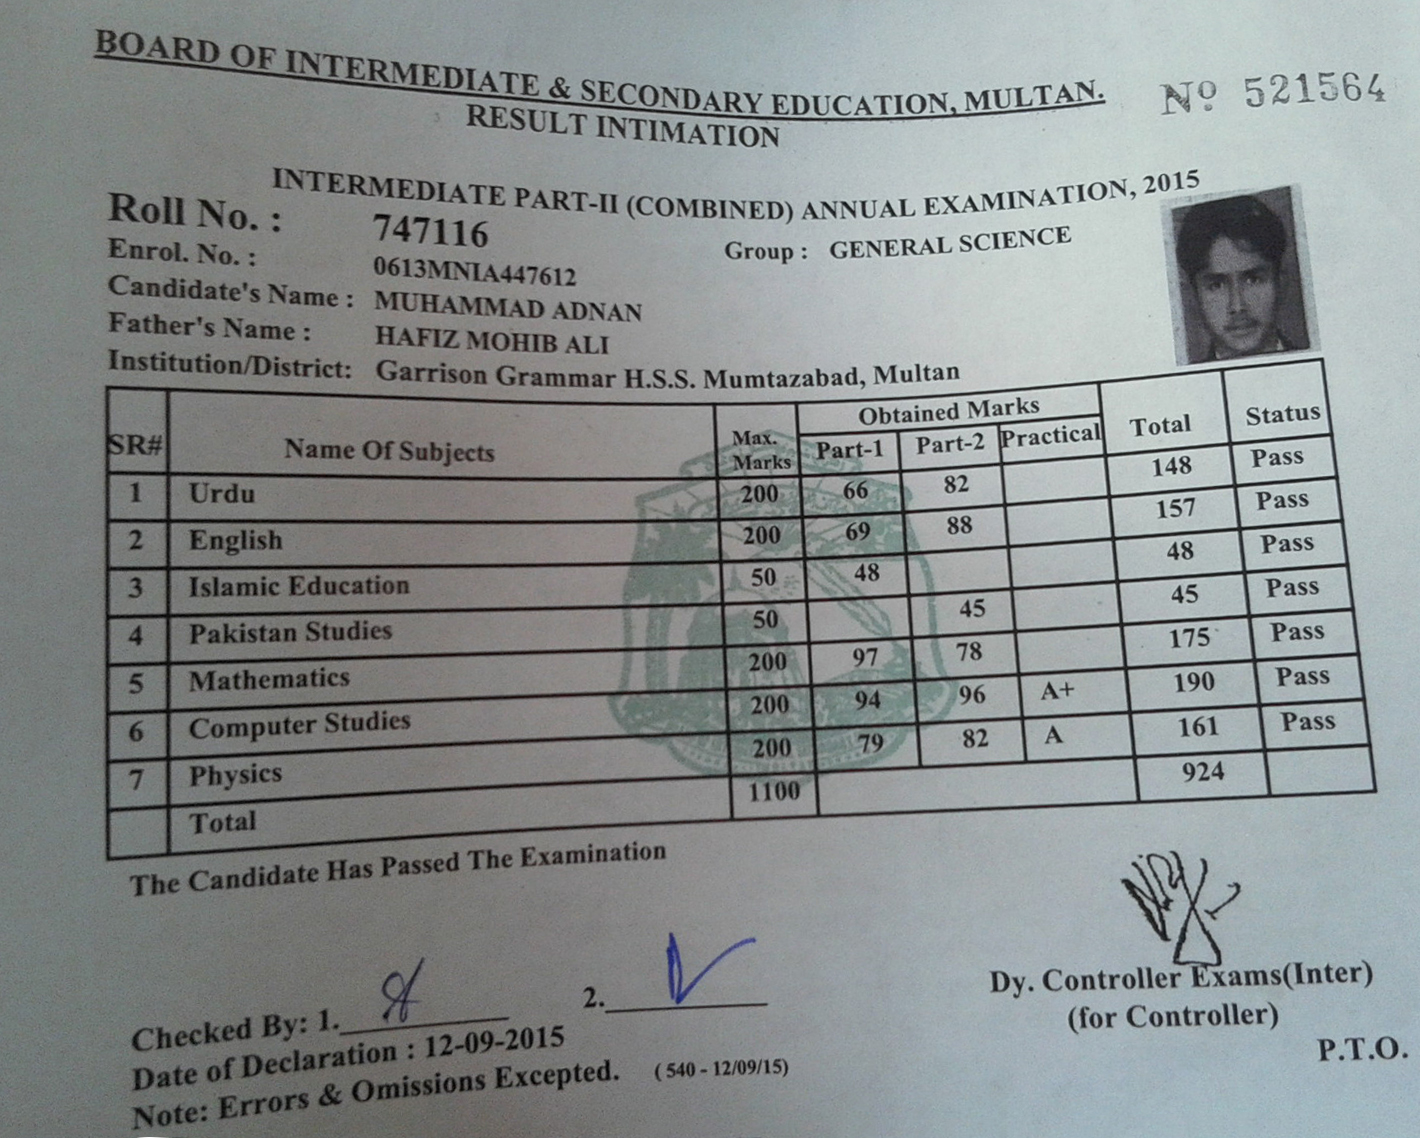 BOARD OF INTERMEDIATE & SECONDARY EDUCATION, MULTAN.
Nº 521564
RESULT INTIMATION
INTERMEDIATE PART-II (COMBINED) ANNUAL EXAMINATION, 2015
Roll No. : 747116
Group : GENERAL SCIENCE
Enrol. No. : 0613MNIA447612
Candidate's Name : MUHAMMAD ADNAN
Father's Name : HAFIZ MOHIB ALI
Institution/District: Garrison Grammar H.S.S. Mumtazabad, Multan
SR# Name Of Subjects Max. Marks Obtained Marks Total Status
Part-1 Part-2 Practical
1 Urdu 200 66 82 148 Pass
2 English 200 69 88 157 Pass
3 Islamic Education 50 48 48 Pass
4 Pakistan Studies 50 45 45 Pass
5 Mathematics 200 97 78 175 Pass
6 Computer Studies 200 94 96 A+ 190 Pass
7 Physics 200 79 82 A 161 Pass
Total 1100 924
The Candidate Has Passed The Examination
Checked By: 1. 2.
Dy. Controller Exams(Inter)
(for Controller)
Date of Declaration : 12-09-2015
P.T.O.
Note: Errors & Omissions Excepted. ( 540 - 12/09/15)